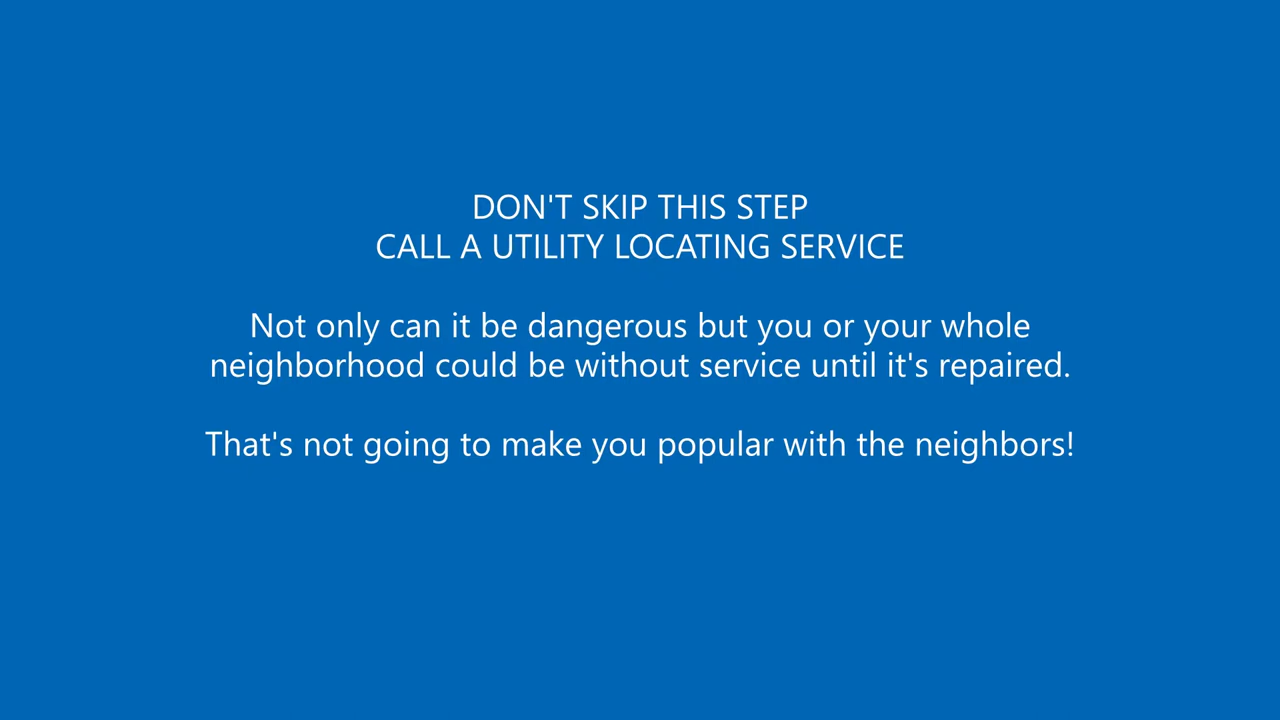 DON'T SKIP THIS STEP
CALL A UTILITY LOCATING SERVICE
Not only can it be dangerous but you or your whole
neighborhood could be without service until it's repaired.
That's not going to make you popular with the neighbors!